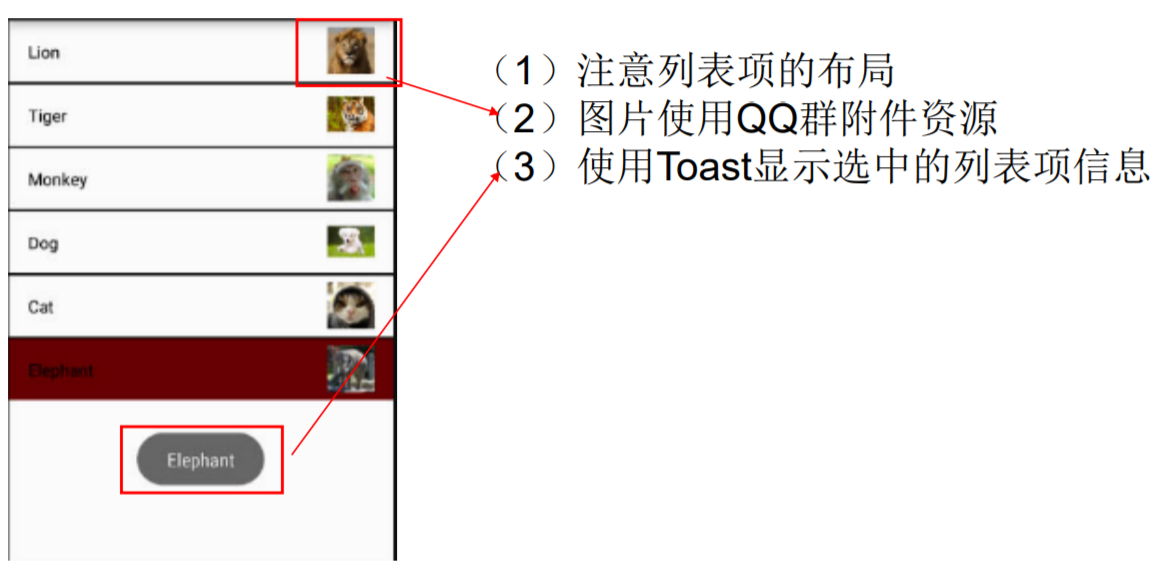 Lion
Tiger
Monkey
Dog
Cat
Elephant
Elephant
（1）注意列表项的布局
（2）图片使用QQ群附件资源
（3）使用Toast显示选中的列表项信息